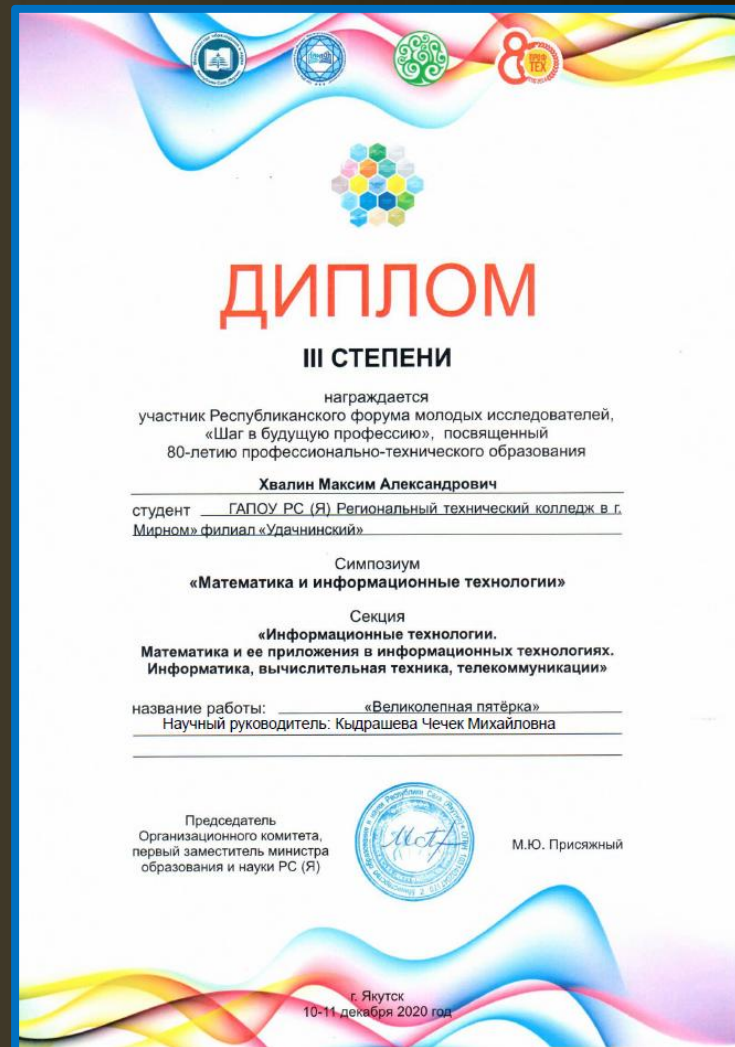 ПРОФ
ТЕХ
ДИПЛОМ
III СТЕПЕНИ
награждается
участник Республиканского форума молодых исследователей,
«Шаг в будущую профессию», посвященный
80-летию профессионально-технического образования
Хвалин Максим Александрович
студент ГАПОУ РС (Я) Региональный технический колледж в г.
Мирном» филиал «Удачнинский»
Симпозиум
«Математика и информационные технологии»
Секция
«Информационные технологии.
Математика и ее приложения в информационных технологиях.
Информатика, вычислительная техника, телекоммуникации»
название работы: «Великолепная пятёрка»
Научный руководитель: Кыдрашева Чечек Михайловна
Председатель
Организационного комитета,
первый заместитель министра
образования и науки РС (Я)
М.Ю. Присяжный
г. Якутск
10-11 декабря 2020 год